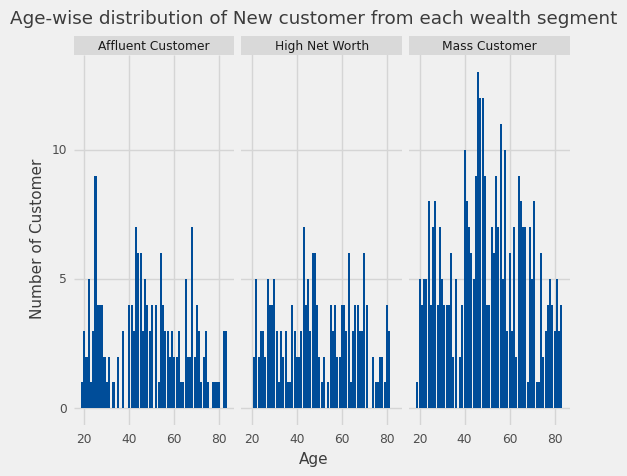 Age-wise distribution of New customer from each wealth segment
Affluent Customer
High Net Worth
Mass Customer
Number of Customer
10
5
0
20 40 60 80
20 40 60 80
20 40 60 80
Age